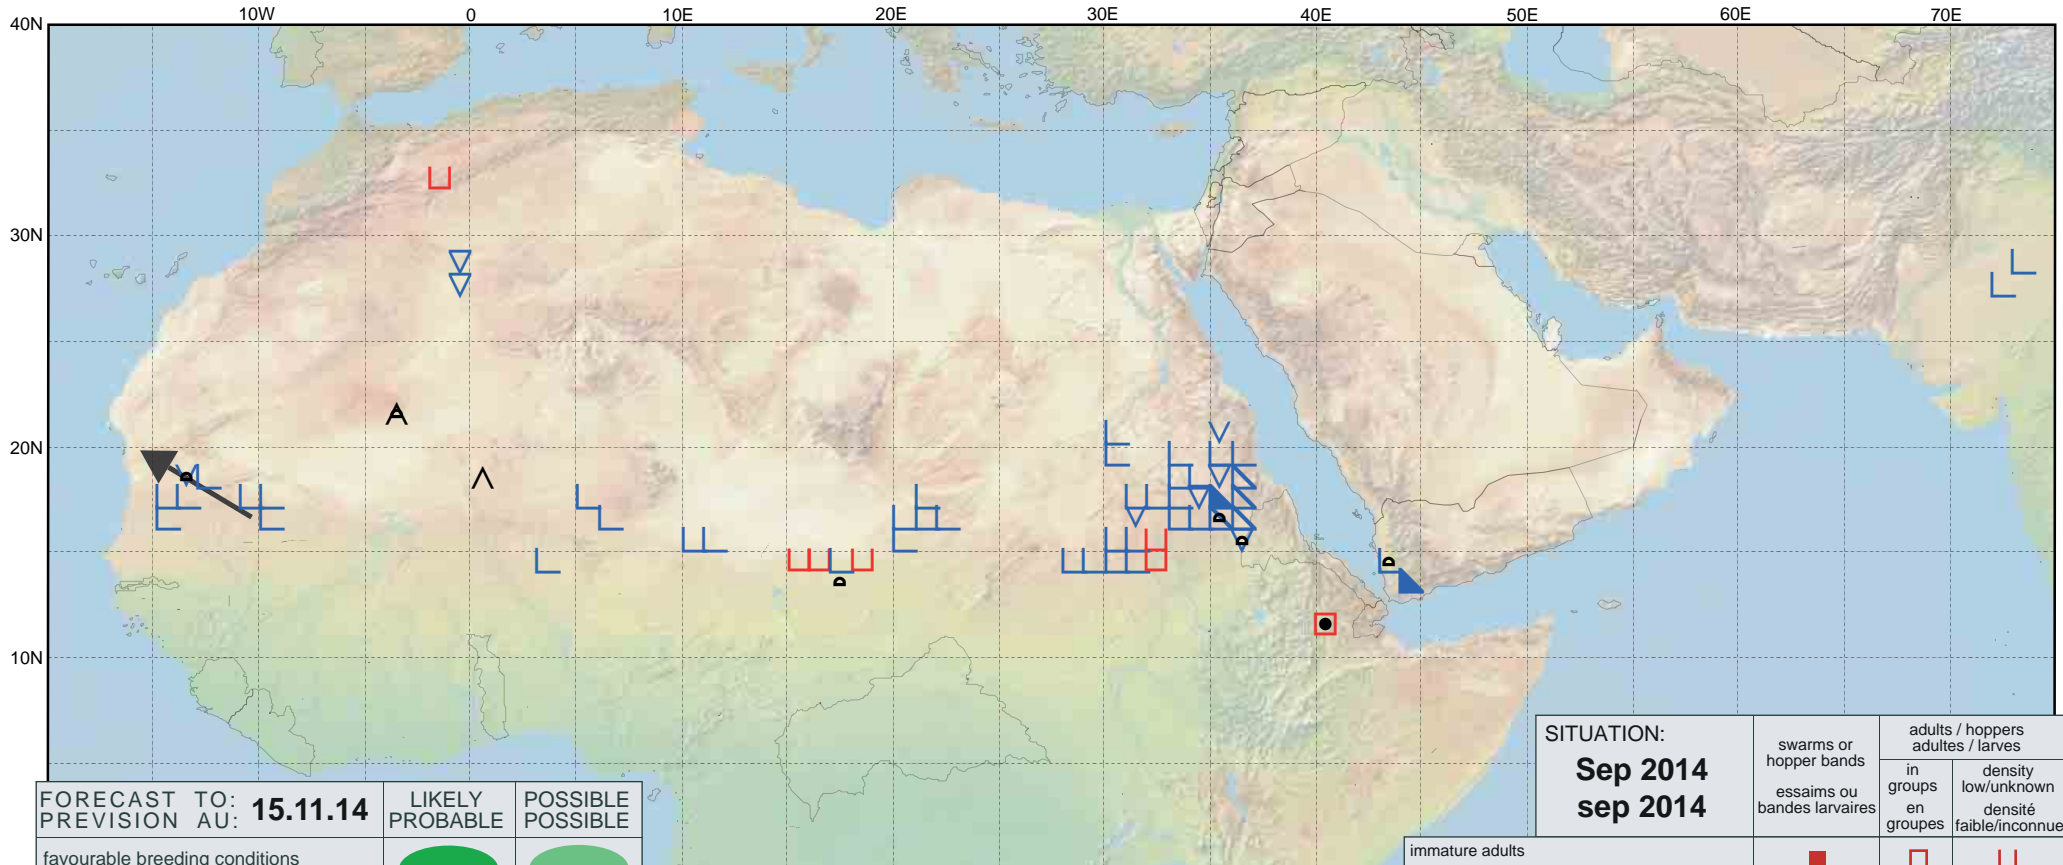 10W 0 10E 20E 30E 40E 50E 60E 70E
40N
30N
20N
10N
FORECAST TO:
PREVISION AU:
15.11.14
LIKELY
PROBABLE
POSSIBLE
POSSIBLE
favourable breeding conditions
SITUATION:
Sep 2014
sep 2014
swarms or
hopper bands
essaims ou
bandes larvaires
adults / hoppers
adultes / larves
in
groups
en
groupes
density
low/unknown
densité
faible/inconnue
immature adults